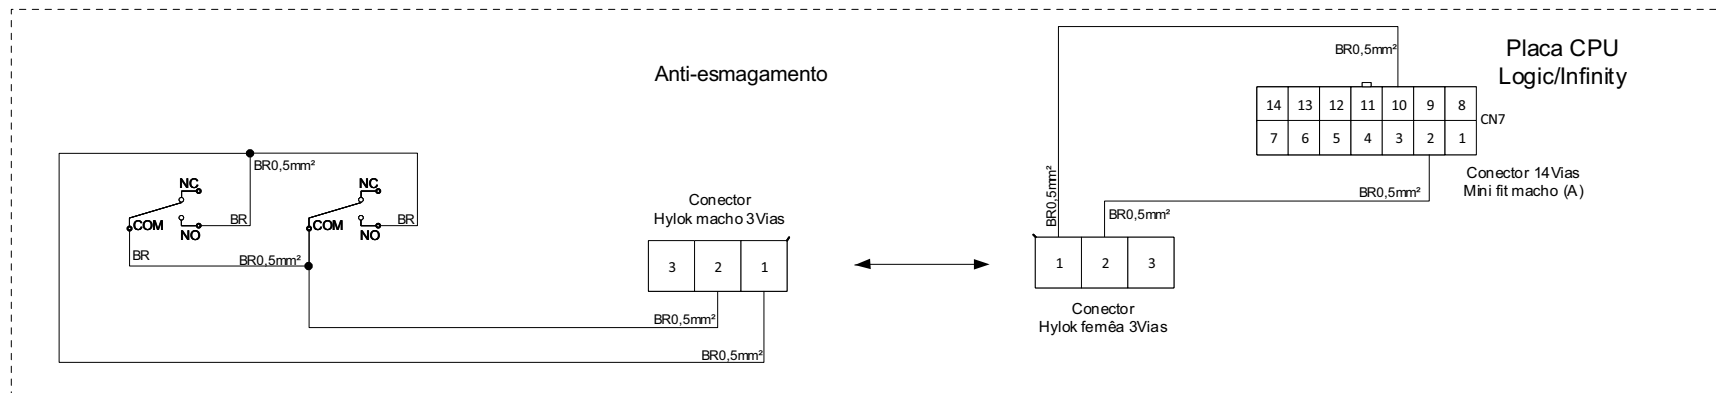 Anti-esmagamento
Placa CPU
Logic/Infinity
BR0,5mm²
14 13 12 11 10 9 8
7 6 5 4 3 2 1
CN7
Conector 14Vias
Mini fit macho (A)
BR0,5mm²
BR0,5mm²
BR0,5mm²
1 2 3
Conector
Hylok femêa 3Vias
Conector
Hylok macho 3Vias
3 2 1
BR0,5mm²
BR0,5mm²
BR0,5mm²
NC
COM
NO
BR
BR
NC
COM
NO
BR
BR0,5mm²